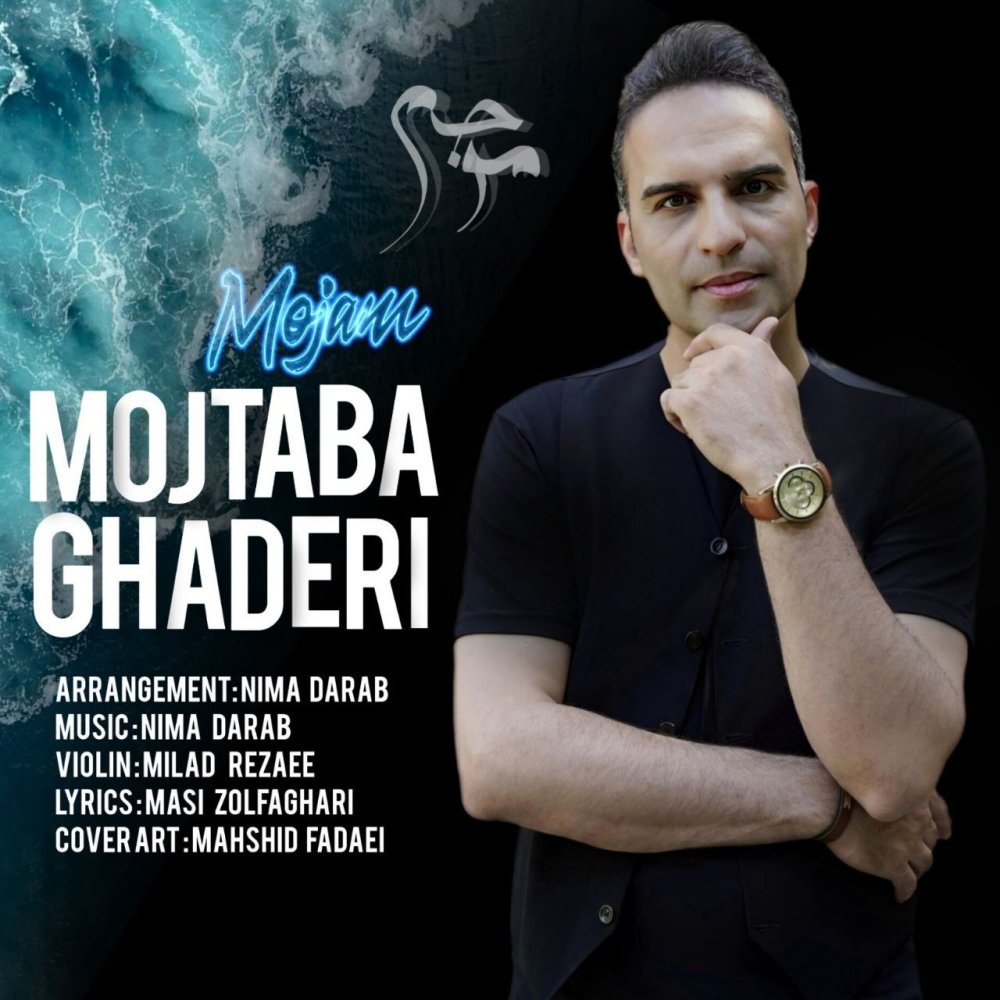 موجم
Mojam
MOJTABA
GHADERI
ARRANGEMENT:NIMA DARAB
MUSIC:NIMA DARAB
VIOLIN:MILAD REZAEE
LYRICS:MASI ZOLFAGHARI
COVER ART:MAHSHID FADAEI